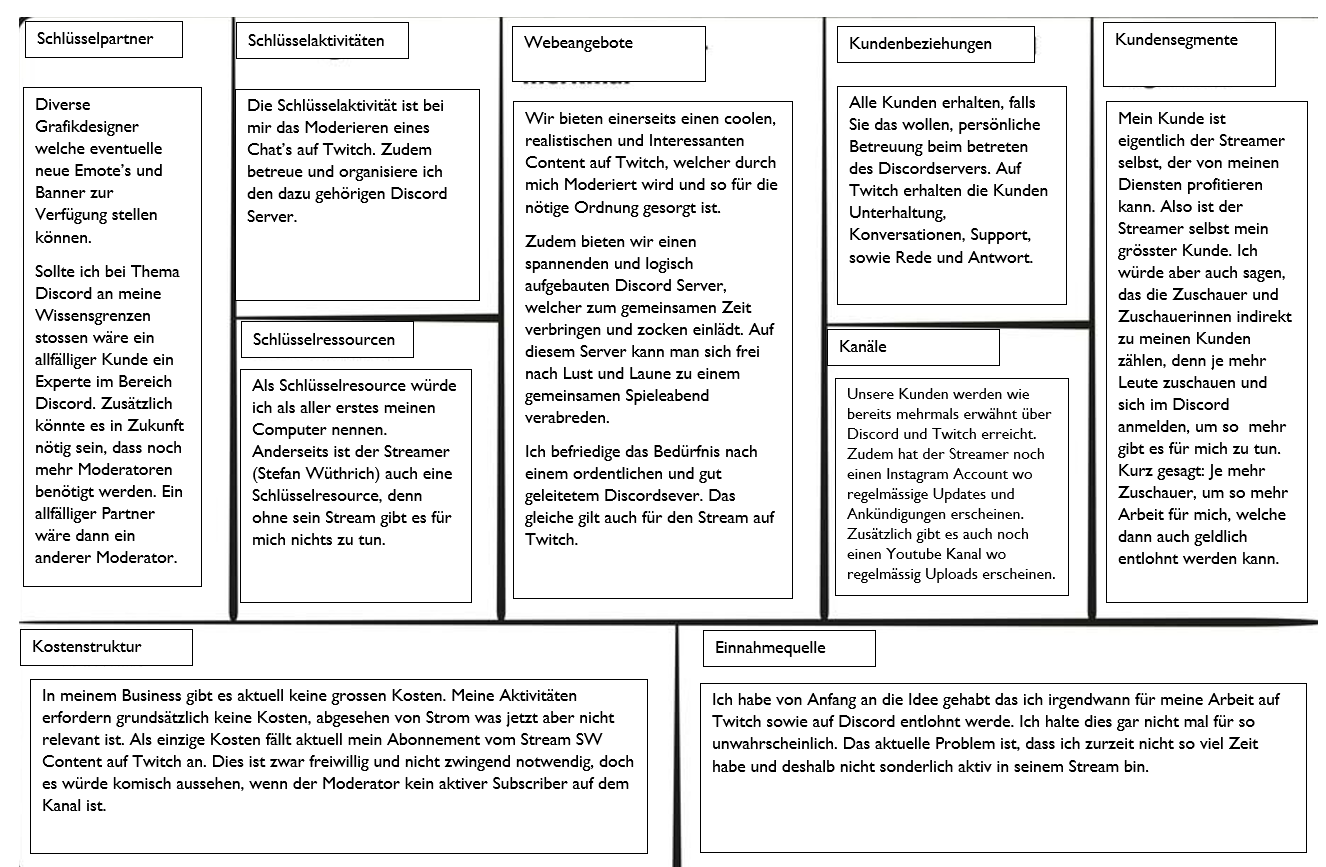 Schlüsselpartner
Diverse
Grafikdesigner
welche eventuelle
neue Emote's und
Banner zur
Verfügung stellen
können.
Sollte ich bei Thema
Discord an meine
Wissensgrenzen
stossen wäre ein
allfälliger Kunde ein
Experte im Bereich
Discord. Zusätzlich
könnte es in Zukunft
nötig sein, dass noch
mehr Moderatoren
benötigt werden. Ein
allfälliger Partner
wäre dann ein
anderer Moderator.
Schlüsselaktivitäten
Die Schlüsselaktivität ist bei
mir das Moderieren eines
Chat's auf Twitch. Zudem
betreue und organisiere ich
den dazu gehörigen Discord
Server.
Schlüsselressourcen
Als Schlüsselresource würde
ich als aller erstes meinen
Computer nennen.
Anderseits ist der Streamer
(Stefan Wüthrich) auch eine
Schlüsselresource, denn
ohne sein Stream gibt es für
mich nichts zu tun.
Webeangebote
Wir bieten einerseits einen coolen,
realistischen und Interessanten
Content auf Twitch, welcher durch
mich Moderiert wird und so für die
nötige Ordnung gesorgt ist.
Zudem bieten wir einen
spannenden und logisch
aufgebauten Discord Server,
welcher zum gemeinsamen Zeit
verbringen und zocken einlädt. Auf
diesem Server kann man sich frei
nach Lust und Laune zu einem
gemeinsamen Spieleabend
verabreden.
Ich befriedige das Bedürfnis nach
einem ordentlichen und gut
geleitetem Discordsever. Das
gleiche gilt auch für den Stream auf
Twitch.
Kundenbeziehungen
Alle Kunden erhalten, falls
Sie das wollen, persönliche
Betreuung beim betreten
des Discordservers. Auf
Twitch erhalten die Kunden
Unterhaltung,
Konversationen, Support,
sowie Rede und Antwort.
Kanäle
Unsere Kunden werden wie
bereits mehrmals erwähnt über
Discord und Twitch erreicht.
Zudem hat der Streamer noch
einen Instagram Account wo
regelmässige Updates und
Ankündigungen erscheinen.
Zusätzlich gibt es auch noch
einen Youtube Kanal wo
regelmässig Uploads erscheinen.
Kundensegmente
Mein Kunde ist
eigentlich der Streamer
selbst, der von meinen
Diensten profitieren
kann. Also ist der
Streamer selbst mein
grösster Kunde. Ich
würde aber auch sagen,
das die Zuschauer und
Zuschauerinnen indirekt
zu meinen Kunden
zählen, denn je mehr
Leute zuschauen und
sich im Discord
anmelden, um so mehr
gibt es für mich zu tun.
Kurz gesagt: Je mehr
Zuschauer, um so mehr
Arbeit für mich, welche
dann auch geldlich
entlohnt werden kann.
Kostenstruktur
In meinem Business gibt es aktuell keine grossen Kosten. Meine Aktivitäten
erfordern grundsätzlich keine Kosten, abgesehen von Strom was jetzt aber nicht
relevant ist. Als einzige Kosten fällt aktuell mein Abonnement vom Stream SW
Content auf Twitch an. Dies ist zwar freiwillig und nicht zwingend notwendig, doch
es würde komisch aussehen, wenn der Moderator kein aktiver Subscriber auf dem
Kanal ist.
Einnahmequelle
Ich habe von Anfang an die Idee gehabt das ich irgendwann für meine Arbeit auf
Twitch sowie auf Discord entlohnt werde. Ich halte dies gar nicht mal für so
unwahrscheinlich. Das aktuelle Problem ist, dass ich zurzeit nicht so viel Zeit
habe und deshalb nicht sonderlich aktiv in seinem Stream bin.